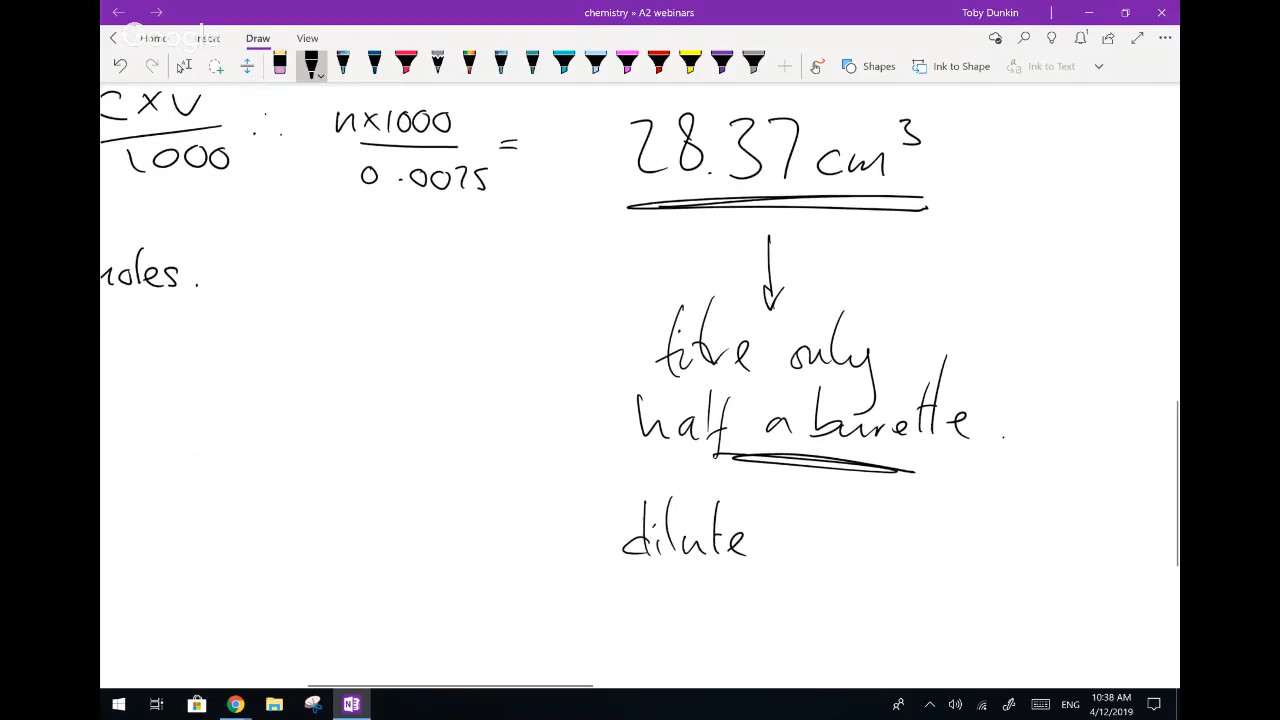 chemistry » A2 webinars
Toby Dunkin
Google
Home Insert Draw View
Shapes Ink to Shape Ink to Text
C x V
1000
∴ n x 1000 =
0.0075
28.37 cm³
moles.
titre only
half a burette.
dilute
ENG
10:38 AM
4/12/2019